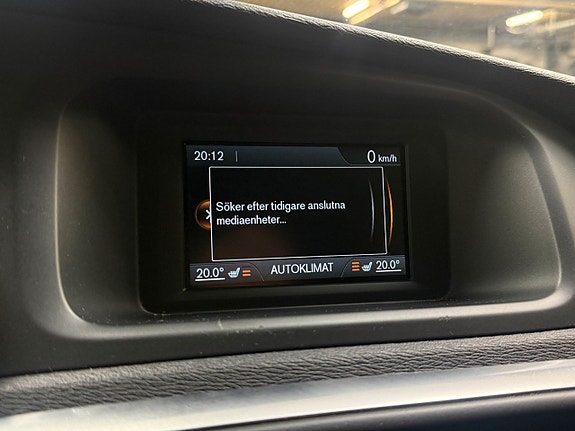 20:12 0 km/h
Söker efter tidigare anslutna
mediaenheter...
20.0° AUTOKLIMAT 20.0°